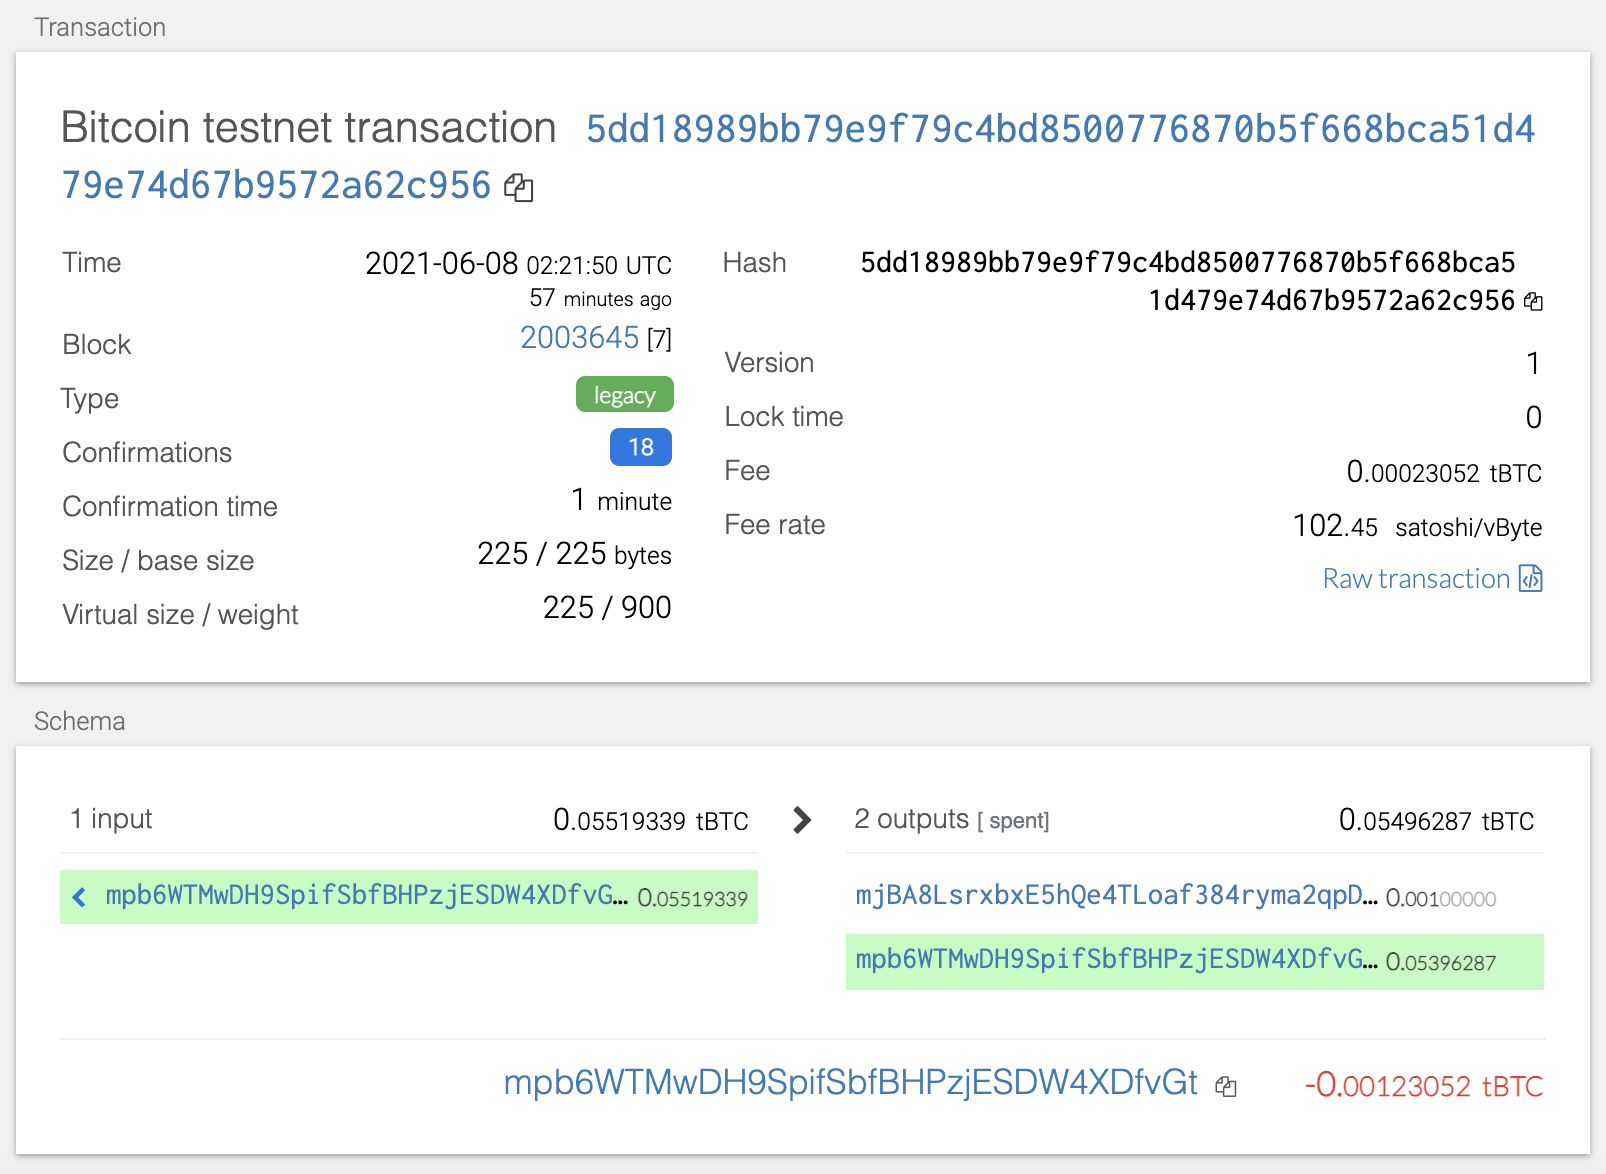 Transaction
Bitcoin testnet transaction 5dd18989bb79e9f79c4bd8500776870b5f668bca51d4
79e74d67b9572a62c956
Time 2021-06-08 02:21:50 UTC
57 minutes ago
Block 2003645 [7]
Type legacy
Confirmations 18
Confirmation time 1 minute
Size / base size 225 / 225 bytes
Virtual size / weight 225 / 900
Hash 5dd18989bb79e9f79c4bd8500776870b5f668bca5
1d479e74d67b9572a62c956
Version 1
Lock time 0
Fee 0.00023052 tBTC
Fee rate 102.45 satoshi/vByte
Raw transaction
Schema
1 input 0.05519339 tBTC
mpb6WTMwDH9SpifSbfBHPzjESDW4XDfvG... 0.05519339
2 outputs [ spent] 0.05496287 tBTC
mjBA8LsrxbxE5hQe4TLoaf384ryma2qpD... 0.00100000
mpb6WTMwDH9SpifSbfBHPzjESDW4XDfvG... 0.05396287
mpb6WTMwDH9SpifSbfBHPzjESDW4XDfvGt -0.00123052 tBTC